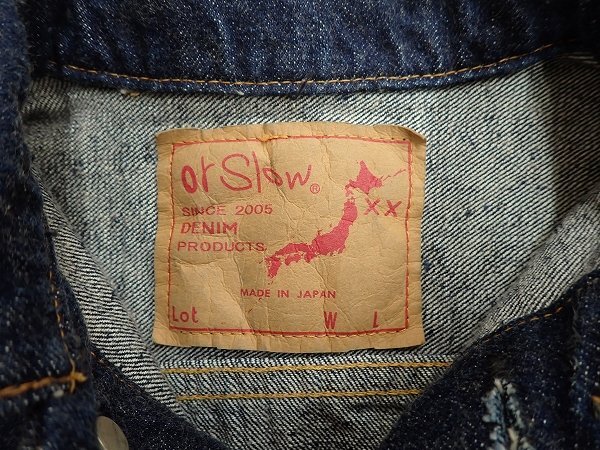 orSlow®
SINCE 2005
XX
DENIM
PRODUCTS
MADE IN JAPAN
Lot W L